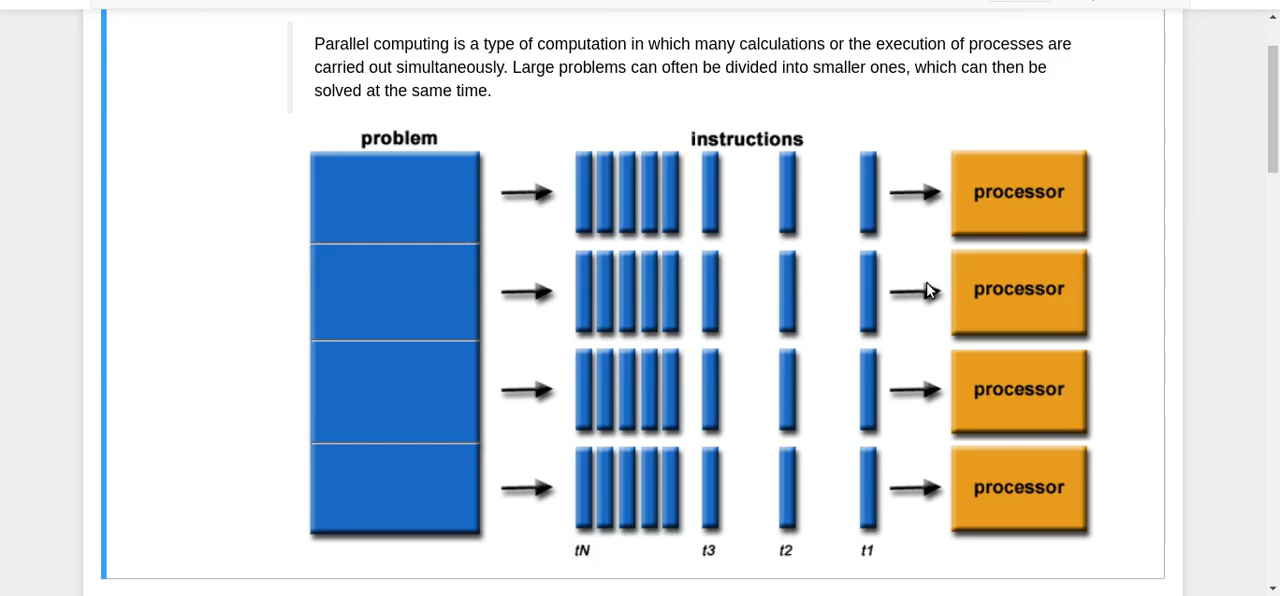 Parallel computing is a type of computation in which many calculations or the execution of processes are
carried out simultaneously. Large problems can often be divided into smaller ones, which can then be
solved at the same time.
problem
instructions
processor
processor
processor
processor
tN
t3
t2
t1